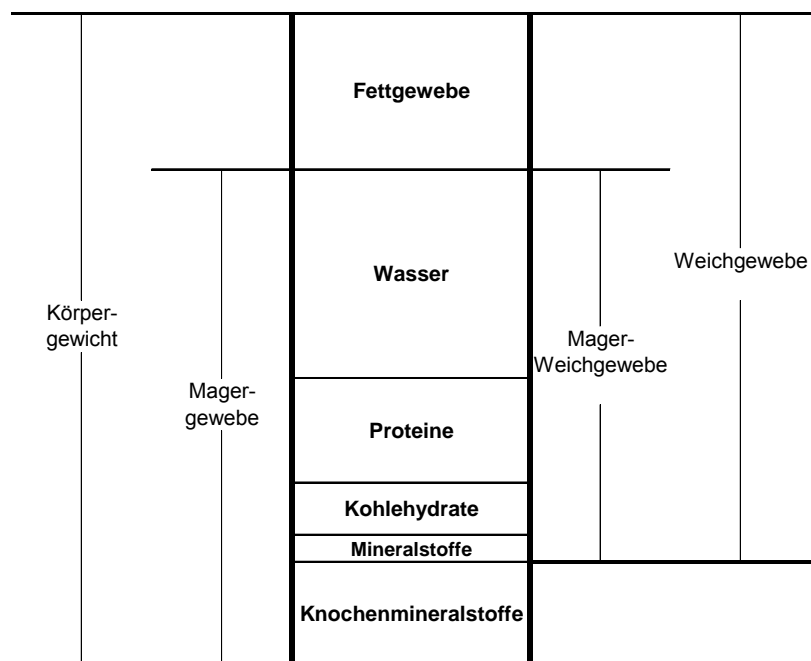 Fettgewebe
Wasser
Weichgewebe
Körper-
gewicht
Mager-
Weichgewebe
Mager-
gewebe
Proteine
Kohlehydrate
Mineralstoffe
Knochenmineralstoffe